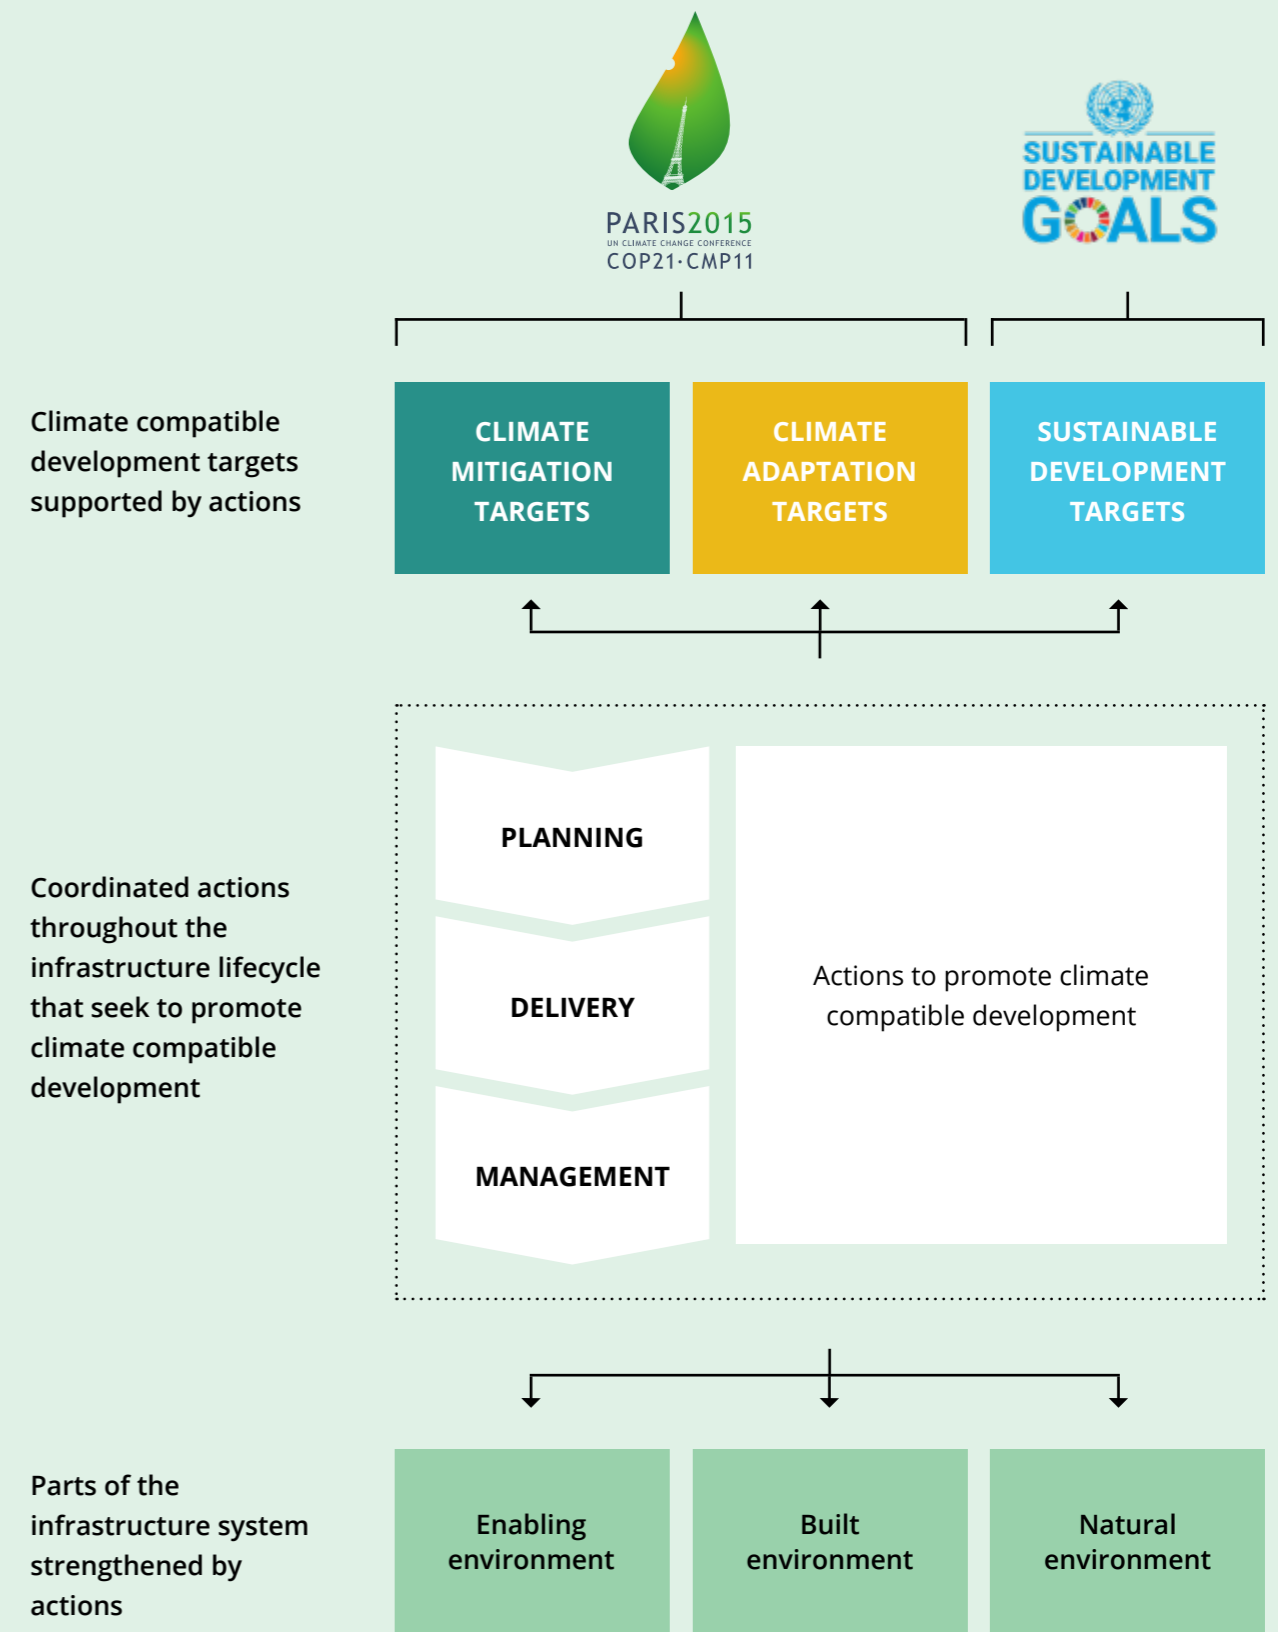 PARIS2015
UN CLIMATE CHANGE CONFERENCE
COP21·CMP11
SUSTAINABLE
DEVELOPMENT
GOALS
Climate compatible
development targets
supported by actions
CLIMATE
MITIGATION
TARGETS
CLIMATE
ADAPTATION
TARGETS
SUSTAINABLE
DEVELOPMENT
TARGETS
Coordinated actions
throughout the
infrastructure lifecycle
that seek to promote
climate compatible
development
PLANNING
DELIVERY
MANAGEMENT
Actions to promote climate
compatible development
Parts of the
infrastructure system
strengthened by
actions
Enabling
environment
Built
environment
Natural
environment